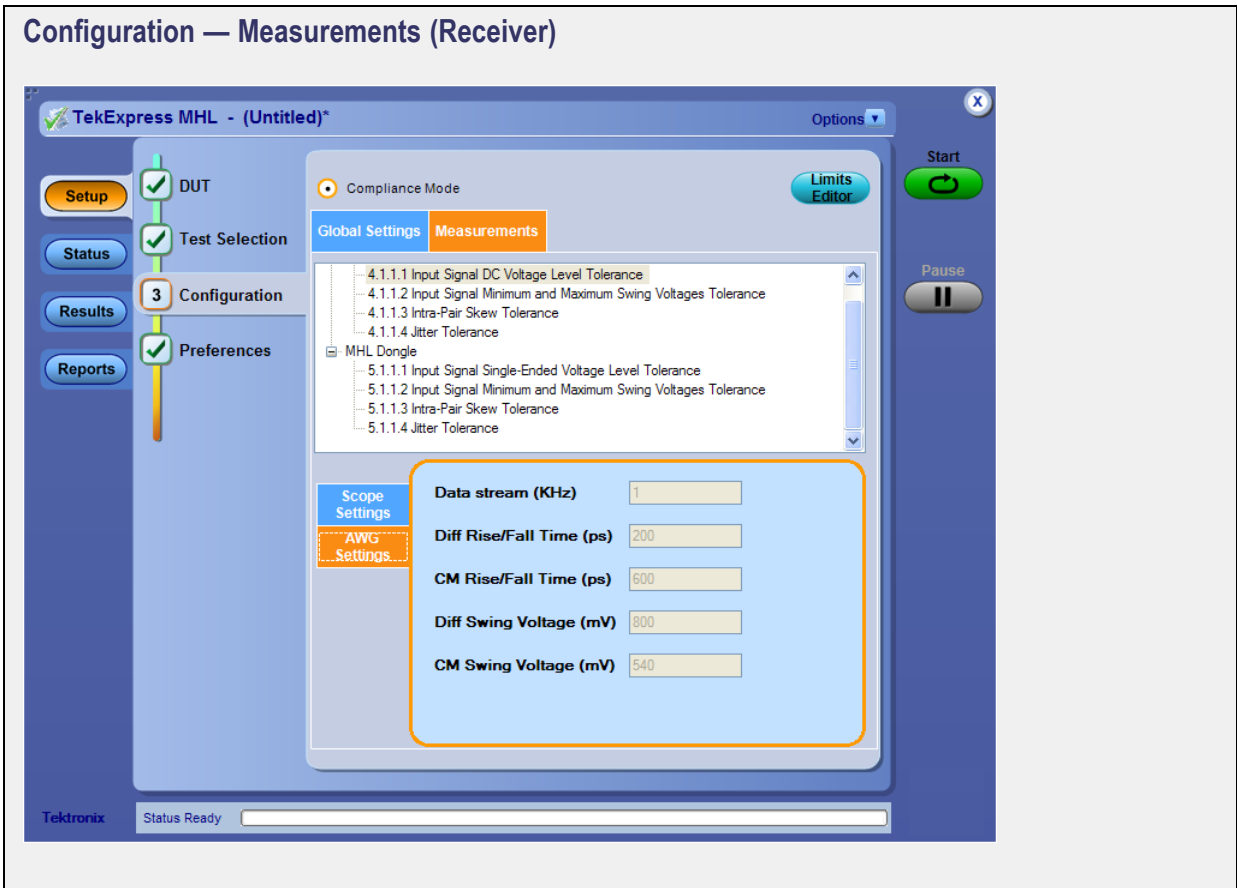 Configuration — Measurements (Receiver)
TekExpress MHL - (Untitled)*
Options
X
Setup
Status
Results
Reports
DUT
Test Selection
3 Configuration
Preferences
Compliance Mode
Limits
Editor
Global Settings Measurements
4.1.1.1 Input Signal DC Voltage Level Tolerance
4.1.1.2 Input Signal Minimum and Maximum Swing Voltages Tolerance
4.1.1.3 Intra-Pair Skew Tolerance
4.1.1.4 Jitter Tolerance
MHL Dongle
5.1.1.1 Input Signal Single-Ended Voltage Level Tolerance
5.1.1.2 Input Signal Minimum and Maximum Swing Voltages Tolerance
5.1.1.3 Intra-Pair Skew Tolerance
5.1.1.4 Jitter Tolerance
Scope
Settings
AWG
Settings
Data stream (KHz) 1
Diff Rise/Fall Time (ps) 200
CM Rise/Fall Time (ps) 600
Diff Swing Voltage (mV) 800
CM Swing Voltage (mV) 540
Start
Pause
Tektronix
Status Ready